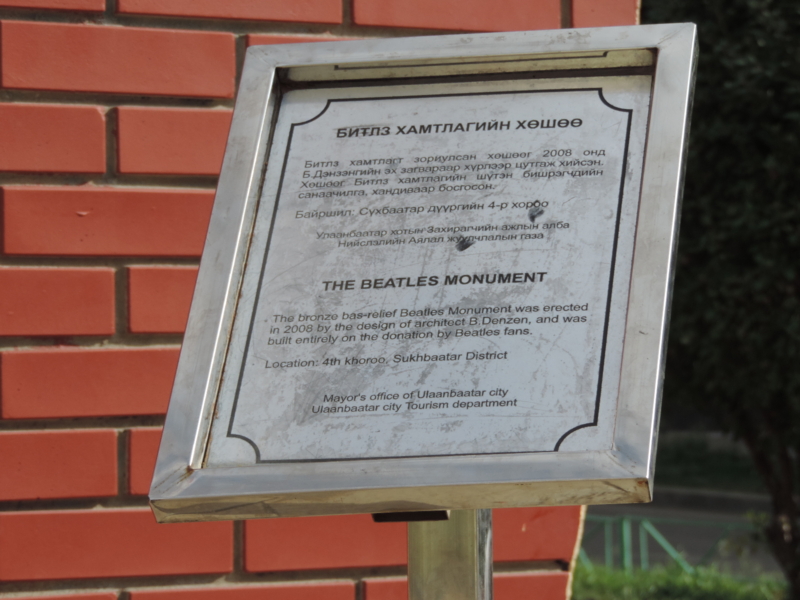 БИТЛЗ ХАМТЛАГИЙН ХӨШӨӨ
Битлз хамтлагт зориулсан хөшөөг 2008 онд
Б.Дэнзэнгийн эх загвараар хүрлээр цутгаж хийсэн.
Хөшөөг Битлз хамтлагийн шүтэн бишрэгчдийн
санаачилга, хандиваар босгосон.
Байршил: Сүхбаатар дүүргийн 4-р хороо
Улаанбаатар хотын Захирагчийн ажлын алба
Нийслэлийн Аялал жуулчлалын газа
THE BEATLES MONUMENT
The bronze bas-relief Beatles Monument was erected
in 2008 by the design of architect B.Denzen, and was
built entirely on the donation by Beatles fans.
Location: 4th khoroo, Sukhbaatar District
Mayor's office of Ulaanbaatar city
Ulaanbaatar city Tourism department